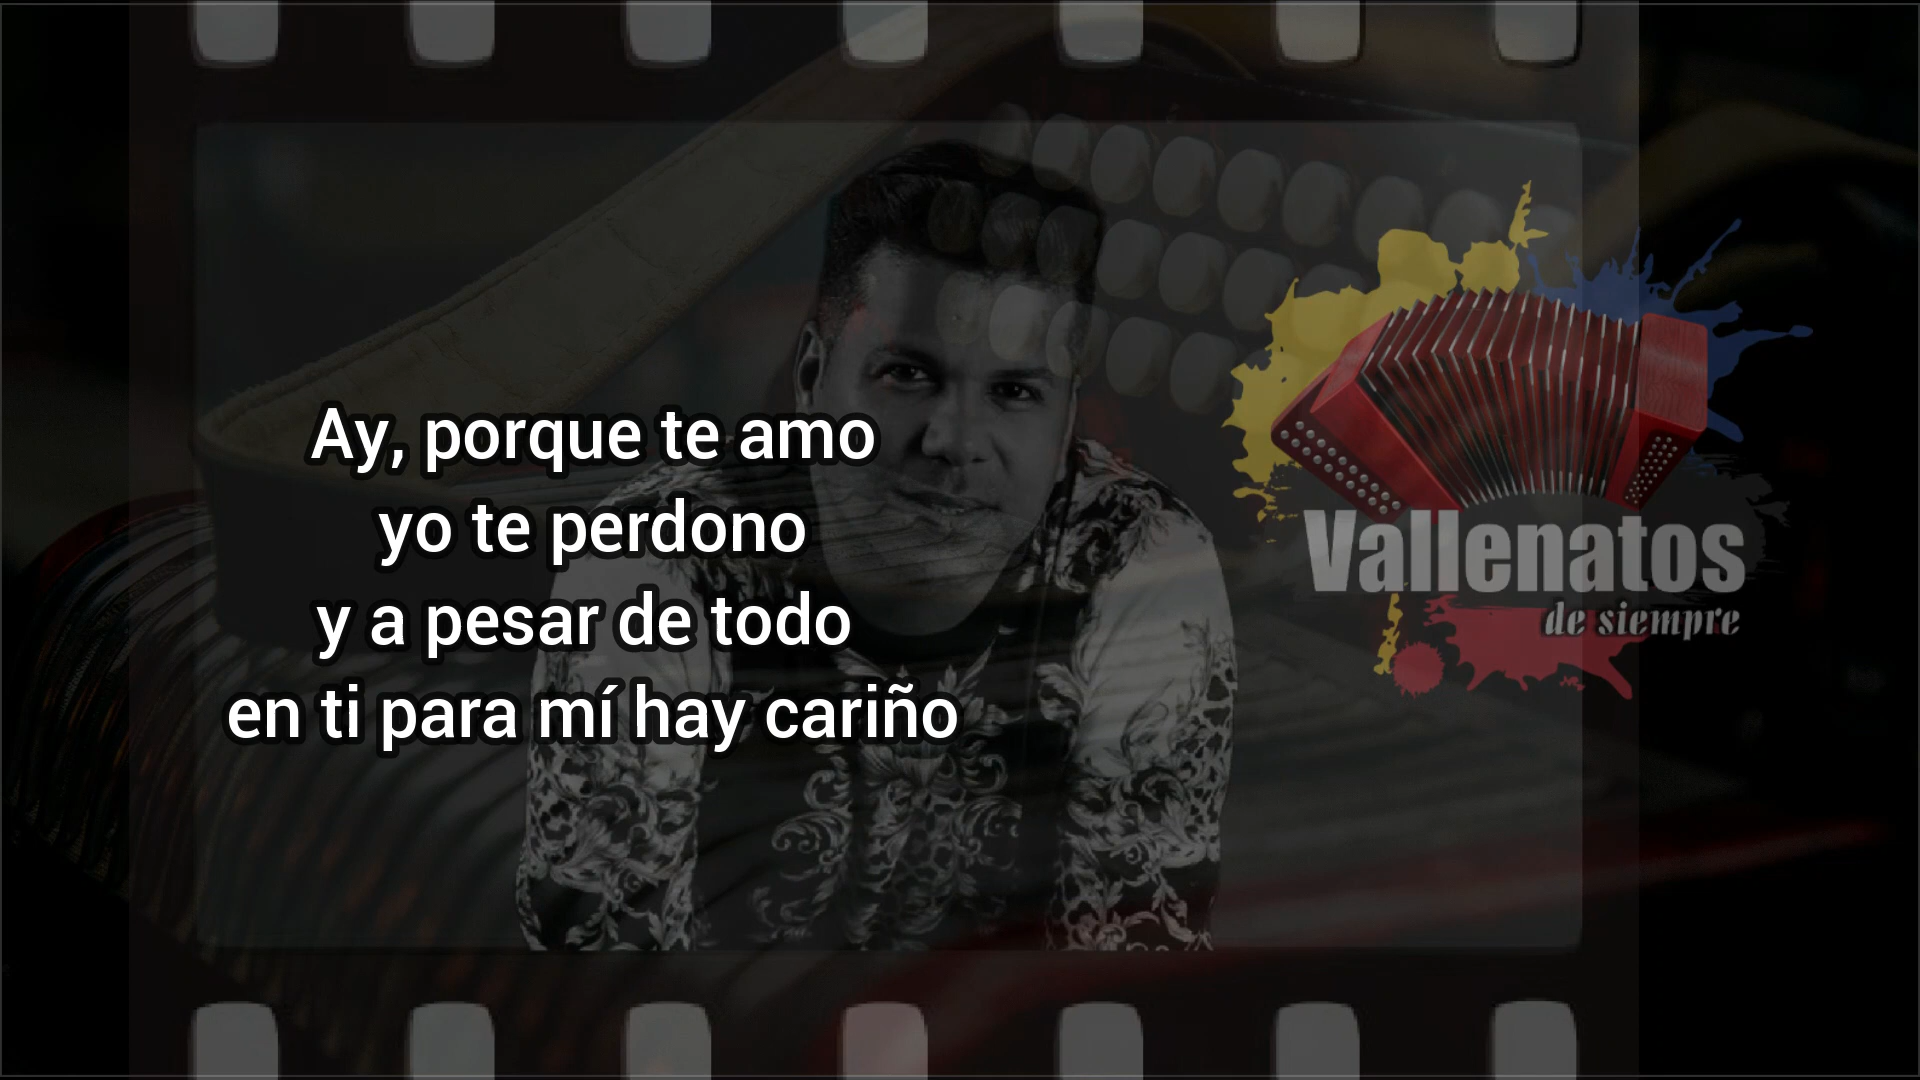 Ay, porque te amo
yo te perdono
y a pesar de todo
en ti para mí hay cariño
Vallenatos
de siempre